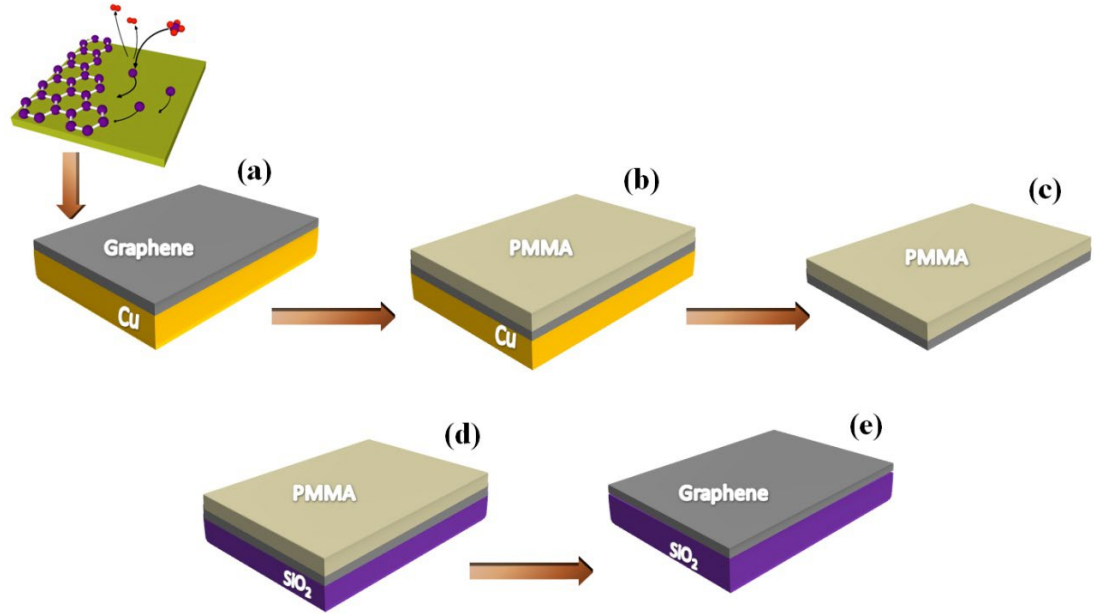 (a)
Graphene
Cu
(b)
PMMA
Cu
(c)
PMMA
(d)
PMMA
SiO₂
(e)
Graphene
SiO₂